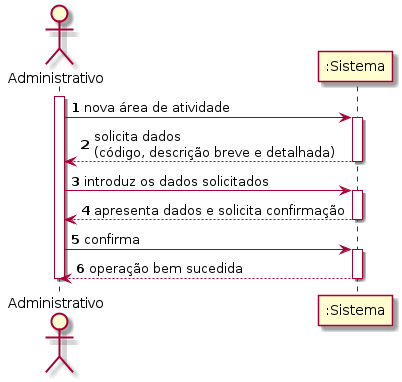 Administrativo
:Sistema
1 nova área de atividade
solicita dados
2 (código, descrição breve e detalhada)
3 introduz os dados solicitados
4 apresenta dados e solicita confirmação
5 confirma
6 operação bem sucedida
Administrativo
:Sistema